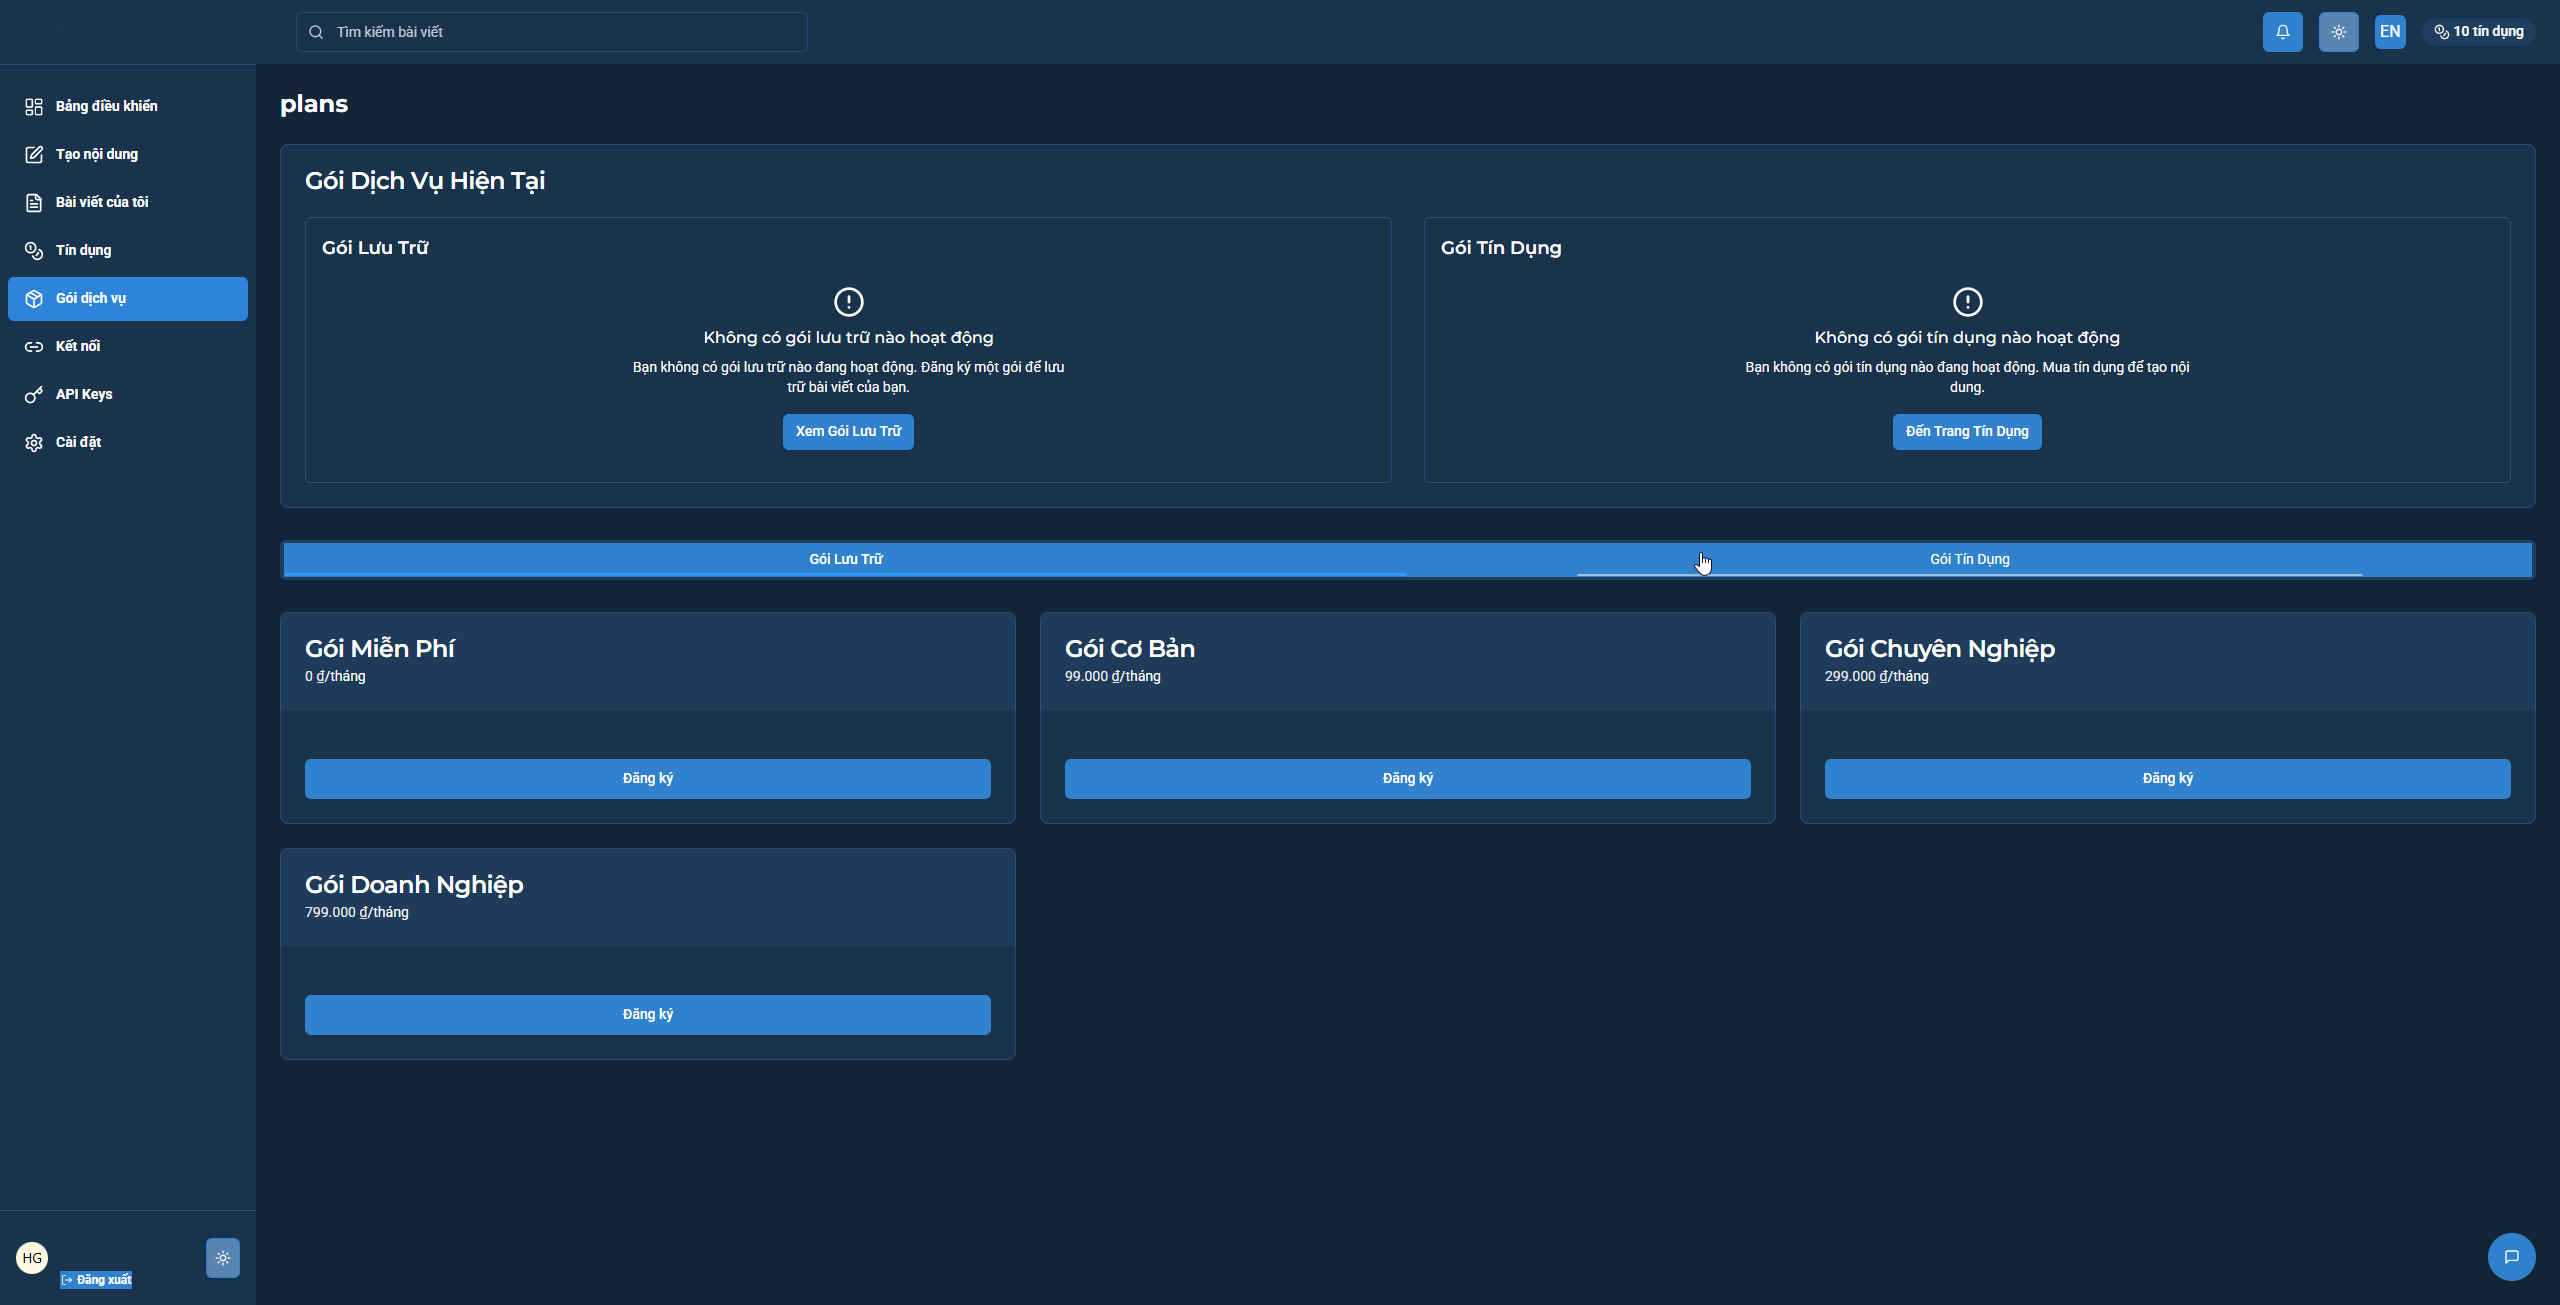 Tìm kiếm bài viết
EN
10 tín dụng
Bảng điều khiển
Tạo nội dung
Bài viết của tôi
Tín dụng
Gói dịch vụ
Kết nối
API Keys
Cài đặt
HG
Đăng xuất
plans
Gói Dịch Vụ Hiện Tại
Gói Lưu Trữ
Không có gói lưu trữ nào hoạt động
Bạn không có gói lưu trữ nào đang hoạt động. Đăng ký một gói để lưu
trữ bài viết của bạn.
Xem Gói Lưu Trữ
Gói Tín Dụng
Không có gói tín dụng nào hoạt động
Bạn không có gói tín dụng nào đang hoạt động. Mua tín dụng để tạo nội
dung.
Đến Trang Tín Dụng
Gói Lưu Trữ
Gói Tín Dụng
Gói Miễn Phí
0 ₫/tháng
Đăng ký
Gói Cơ Bản
99.000 ₫/tháng
Đăng ký
Gói Chuyên Nghiệp
299.000 ₫/tháng
Đăng ký
Gói Doanh Nghiệp
799.000 ₫/tháng
Đăng ký